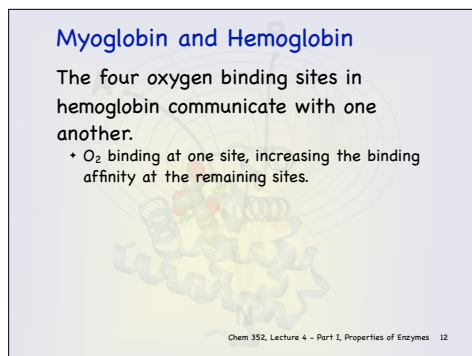 Myoglobin and Hemoglobin
The four oxygen binding sites in
hemoglobin communicate with one
another.
+ O₂ binding at one site, increasing the binding
affinity at the remaining sites.
Chem 352, Lecture 4 - Part I, Properties of Enzymes 12